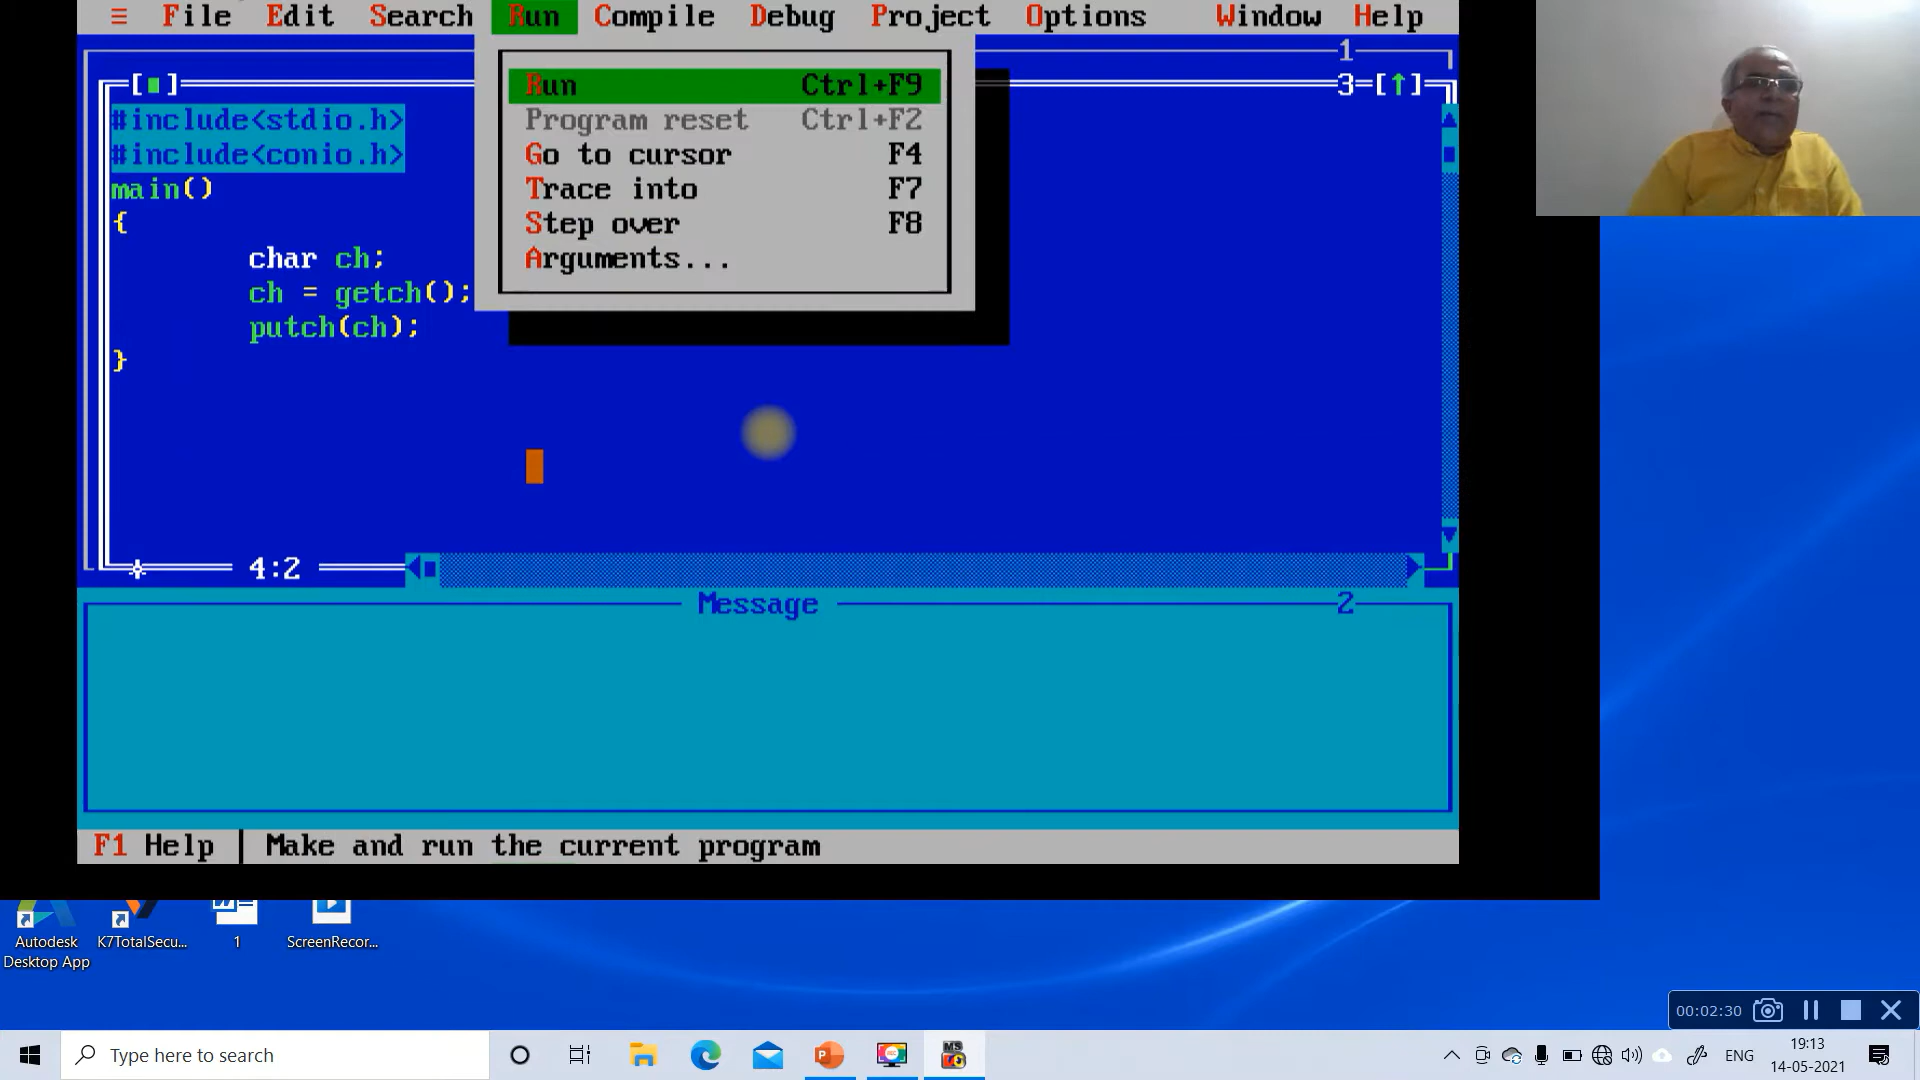 ≡ File Edit Search Run Compile Debug Project Options Window Help
1
[■] 3=[↑]
Run Ctrl+F9
Program reset Ctrl+F2
Go to cursor F4
Trace into F7
Step over F8
Arguments...
#include<stdio.h>
#include<conio.h>
main()
{
char ch;
ch = getch();
putch(ch);
}
4:2
Message 2
F1 Help | Make and run the current program
Autodesk
Desktop App
K7TotalSecu...
1
ScreenRecor...
00:02:30
Type here to search
ENG
19:13
14-05-2021